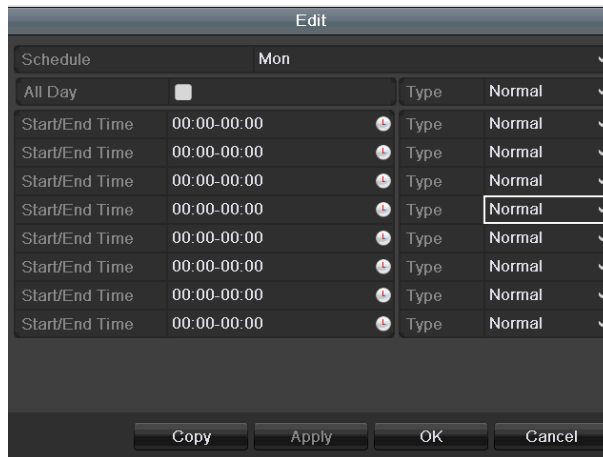 Edit
Schedule Mon
All Day Type Normal
Start/End Time 00:00-00:00 Type Normal
Start/End Time 00:00-00:00 Type Normal
Start/End Time 00:00-00:00 Type Normal
Start/End Time 00:00-00:00 Type Normal
Start/End Time 00:00-00:00 Type Normal
Start/End Time 00:00-00:00 Type Normal
Start/End Time 00:00-00:00 Type Normal
Start/End Time 00:00-00:00 Type Normal
Copy Apply OK Cancel